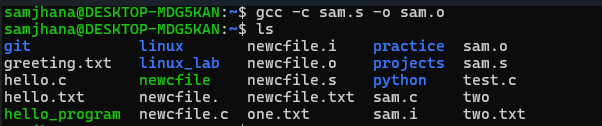 samjhana@DESKTOP-MDG5KAN:~$ gcc -c sam.s -o sam.o
samjhana@DESKTOP-MDG5KAN:~$ ls
git linux newcfile.i practice sam.o
greeting.txt linux_lab newcfile.o projects sam.s
hello.c newcfile newcfile.s python test.c
hello.txt newcfile. newcfile.txt sam.c two
hello_program newcfile.c one.txt sam.i two.txt